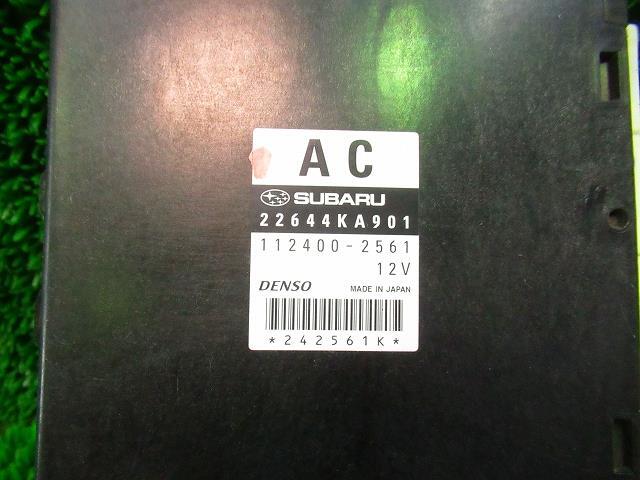 AC
SUBARU
22644KA901
112400-2561
12V
DENSO MADE IN JAPAN
*242561K*